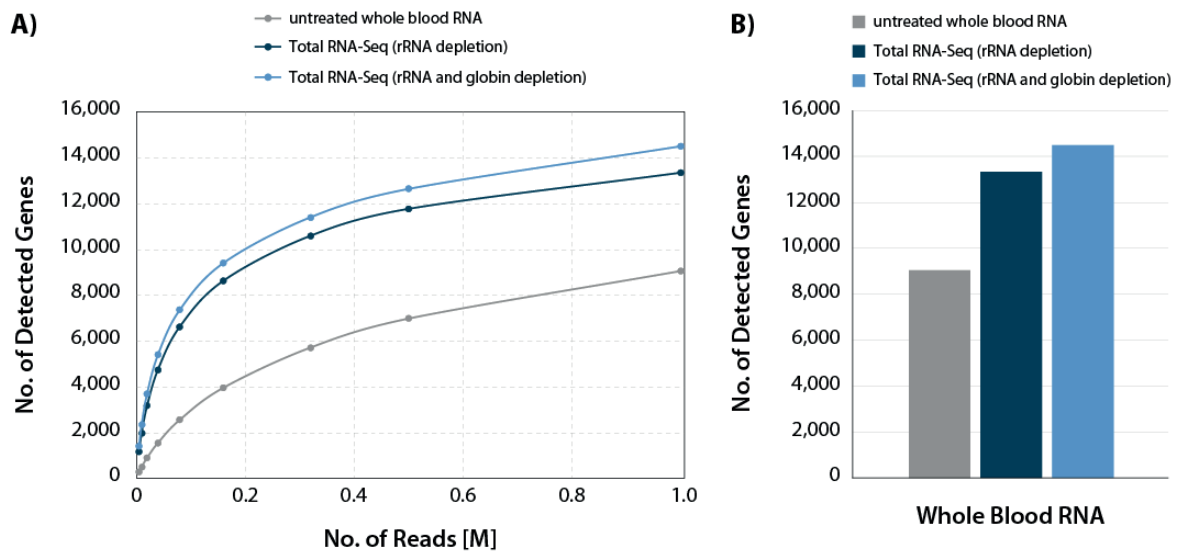 A)
untreated whole blood RNA
Total RNA-Seq (rRNA depletion)
Total RNA-Seq (rRNA and globin depletion)
16,000
14,000
12,000
10,000
8,000
6,000
4,000
2,000
0
No. of Detected Genes
0 0.2 0.4 0.6 0.8 1.0
No. of Reads [M]
B)
untreated whole blood RNA
Total RNA-Seq (rRNA depletion)
Total RNA-Seq (rRNA and globin depletion)
16,000
14,000
12,000
10,000
8,000
6,000
4,000
2,000
0
No. of Detected Genes
Whole Blood RNA